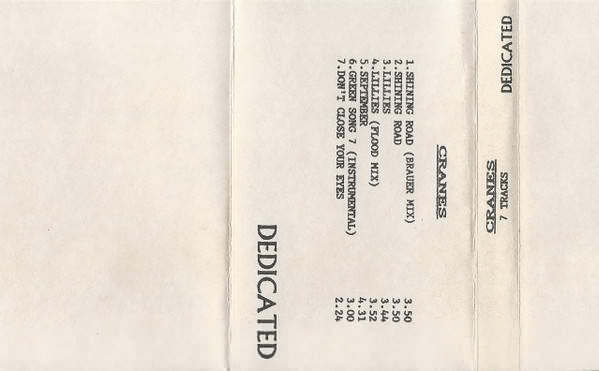 DEDICATED
CRANES
7 TRACKS
CRANES
1.SHINING ROAD (BRAUER MIX) 3.50
2.SHINING ROAD 3.50
3.LILLIES 3.44
4.LILLIES (FLOOD MIX) 3.52
5.SEPTEMBER 4.31
6.GREEN SONG 7 (INSTRUMENTAL) 3.00
7.DON'T CLOSE YOUR EYES 2.24
DEDICATED